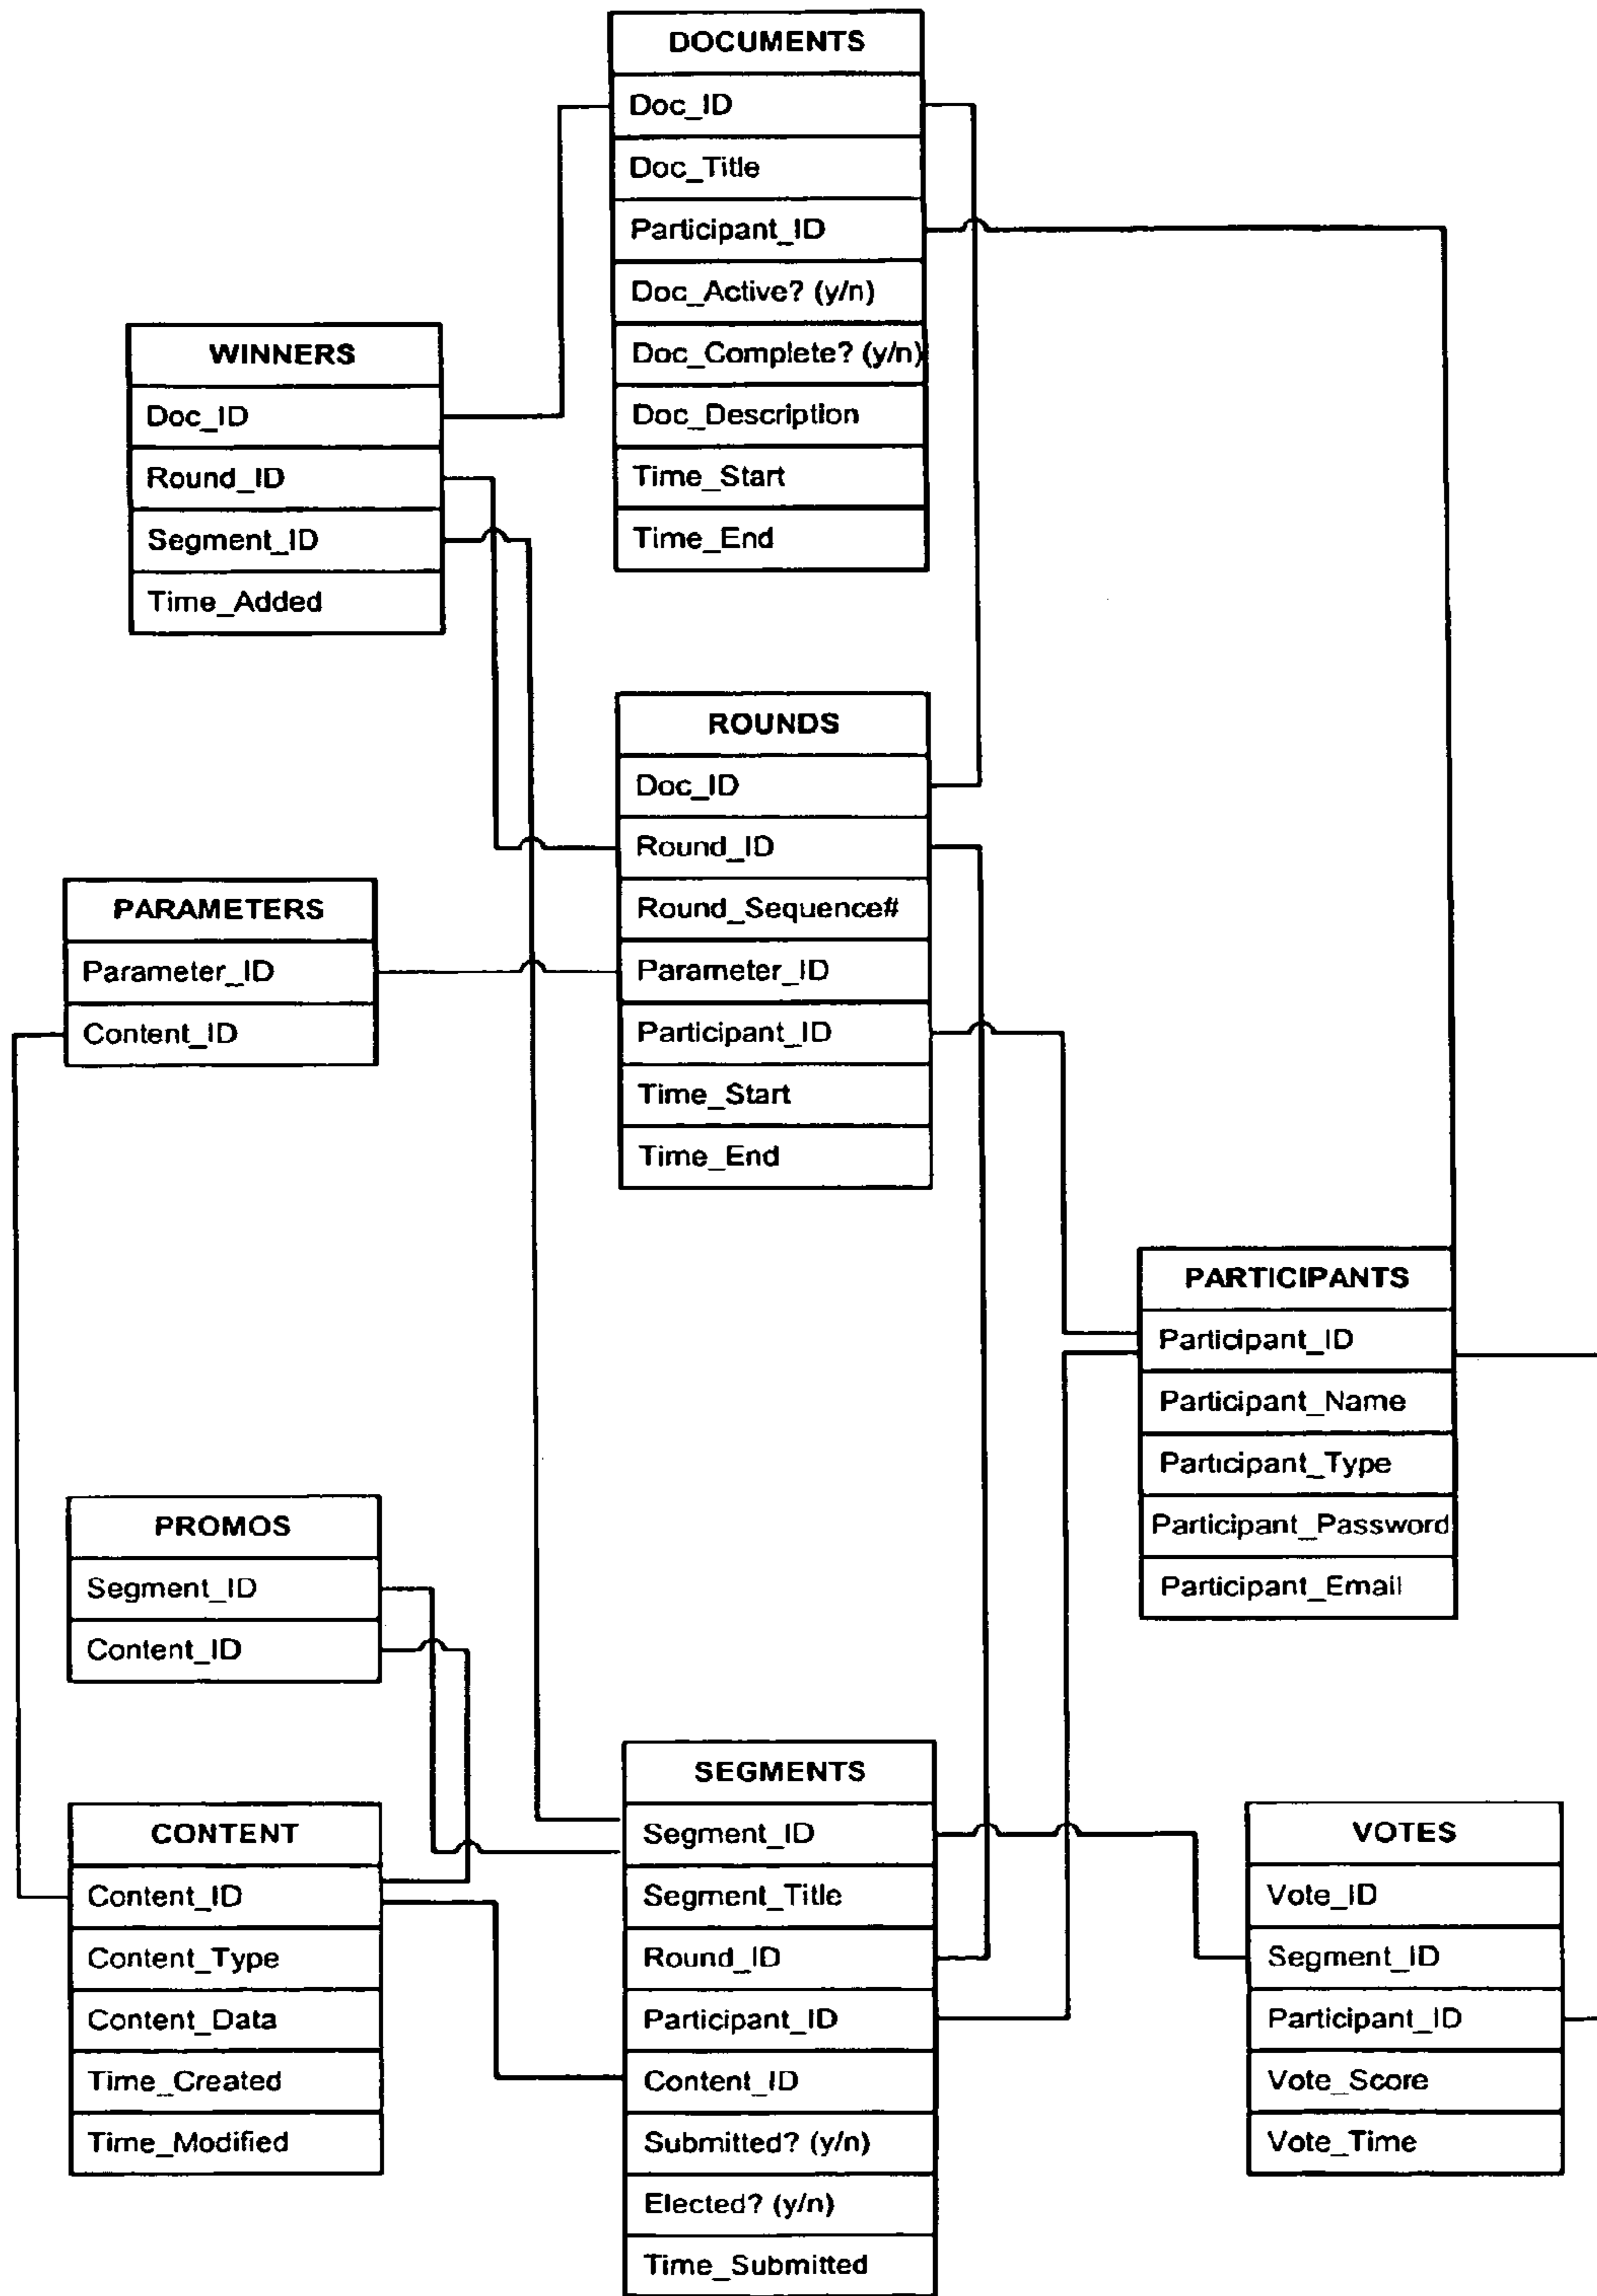 DOCUMENTS
Doc_ID
Doc_Title
Participant_ID
Doc_Active? (y/n)
Doc_Complete? (y/n)
Doc_Description
Time_Start
Time_End
WINNERS
Doc_ID
Round_ID
Segment_ID
Time_Added
ROUNDS
Doc_ID
Round_ID
Round_Sequence#
Parameter_ID
Participant_ID
Time_Start
Time_End
PARAMETERS
Parameter_ID
Content_ID
PARTICIPANTS
Participant_ID
Participant_Name
Participant_Type
Participant_Password
Participant_Email
PROMOS
Segment_ID
Content_ID
SEGMENTS
Segment_ID
Segment_Title
Round_ID
Participant_ID
Content_ID
Submitted? (y/n)
Elected? (y/n)
Time_Submitted
CONTENT
Content_ID
Content_Type
Content_Data
Time_Created
Time_Modified
VOTES
Vote_ID
Segment_ID
Participant_ID
Vote_Score
Vote_Time